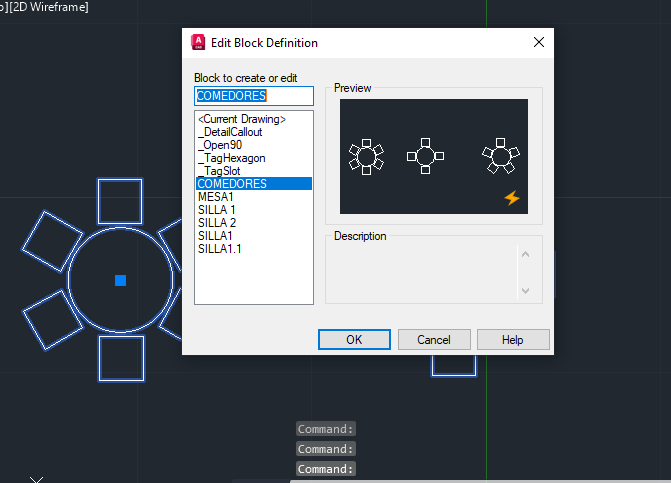 ][2D Wireframe]
Edit Block Definition
Block to create or edit
COMEDORES
<Current Drawing>
_DetailCallout
_Open90
_TagHexagon
_TagSlot
COMEDORES
MESA1
SILLA 1
SILLA 2
SILLA1
SILLA1.1
Preview
Description
OK
Cancel
Help
Command:
Command:
Command: